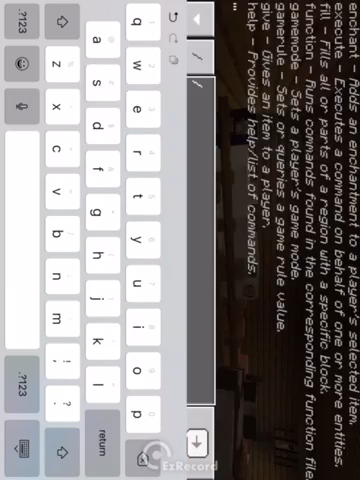 enchant - Adds an enchantment to a player's selected item.
execute - Executes a command on behalf of one or more entities.
fill - Fills all or parts of a region with a specific block.
function - Runs commands found in the corresponding function file
gamemode - Sets a player's game mode.
gamerule - Sets or queries a game rule value.
give - Gives an item to a player.
help - Provides help/list of commands.
...
/
/
q w e r t y u i o p
a s d f g h j k l return
z x c v b n m ! , ? .
.?123 .?123
ExRecord